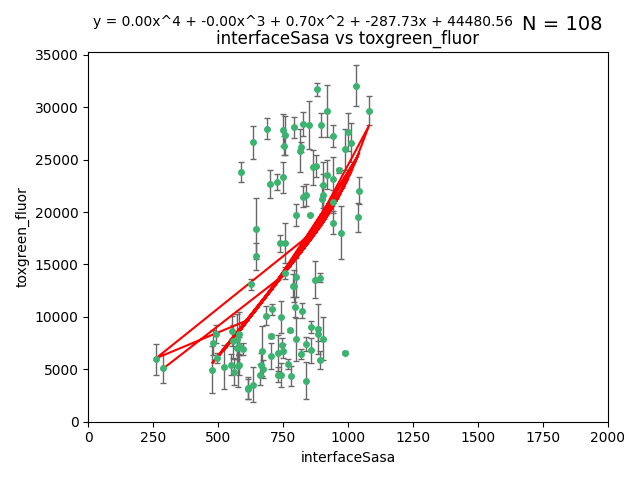 y = 0.00x^4 + -0.00x^3 + 0.70x^2 + -287.73x + 44480.56 N = 108
interfaceSasa vs toxgreen_fluor
35000
30000
25000
20000
15000
10000
5000
0
toxgreen_fluor
0 250 500 750 1000 1250 1500 1750 2000
interfaceSasa